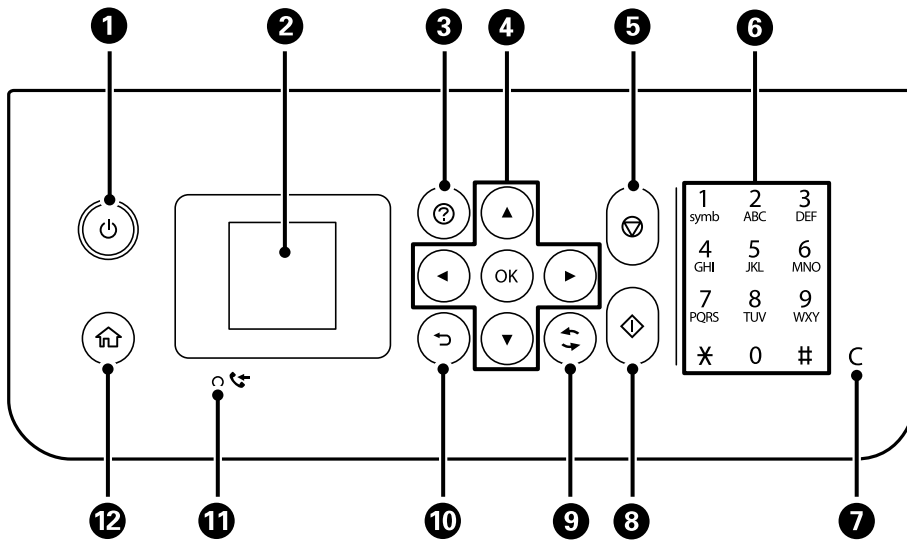 1 2 3 4 5 6
?
1 2 3
symb ABC DEF
OK
4 5 6
GHI JKL MNO
7 8 9
PQRS TUV WXY
* 0 #
C
12 11 10 9 8 7